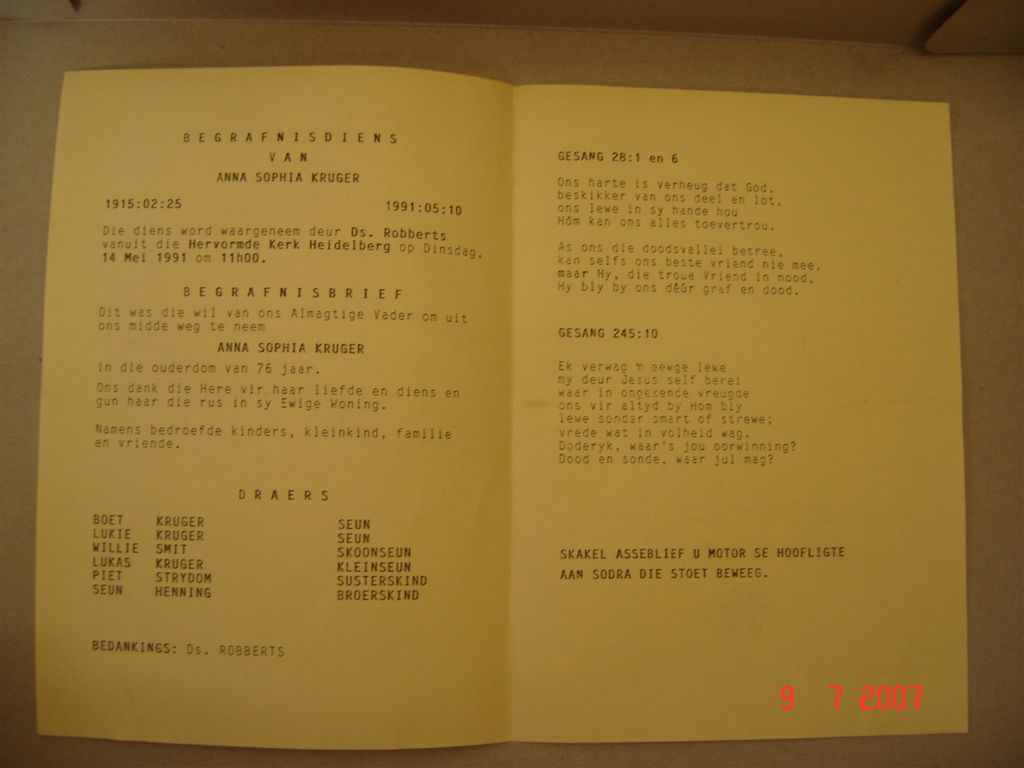 BEGRAFNISDIENS
VAN
ANNA SOPHIA KRUGER
1915:02:25 1991:05:10
Die diens word waargeneem deur Ds. Robberts
vanuit die Hervormde Kerk Heidelberg op Dinsdag,
14 Mei 1991 om 11h00.
BEGRAFNISBRIEF
Dit was die wil van ons Almagtige Vader om uit
ons midde weg te neem
ANNA SOPHIA KRUGER
in die ouderdom van 76 jaar.
Ons dank die Here vir haar liefde en diens en
gun haar die rus in sy Ewige Woning.
Namens bedroefde kinders, kleinkind, familie
en vriende.
DRAERS
BOET KRUGER SEUN
LUKIE KRUGER SEUN
WILLIE SMIT SKOONSEUN
LUKAS KRUGER KLEINSEUN
PIET STRYDOM SUSTERSKIND
SEUN HENNING BROERSKIND
BEDANKINGS: Ds. ROBBERTS
GESANG 28:1 en 6
Ons harte is verheug dat God,
beskikker van ons deel en lot,
ons lewe in sy hande hou
Hóm kan ons alles toevertrou.
As ons die doodsvallei betree,
kan selfs ons beste vriend nie mee,
maar Hy, die troue Vriend in nood,
Hy bly by ons déúr graf en dood.
GESANG 245:10
Ek verwag 'n eewge lewe
my deur Jesus self berei
waar in ongekende vreugde
ons vir altyd by Hom bly
lewe sonder smart of strewe;
vrede wat in volheid wag.
Doderyk, waar's jou oorwinning?
Dood en sonde, waar jul mag?
SKAKEL ASSEBLIEF U MOTOR SE HOOFLIGTE
AAN SODRA DIE STOET BEWEEG.
9 7 2007